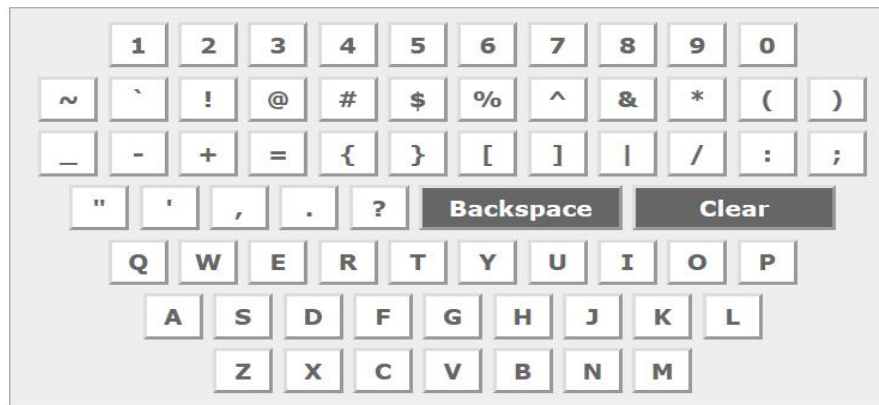 1 2 3 4 5 6 7 8 9 0
~ ` ! @ # $ % ^ & * ( )
_ - + = { } [ ] | / : ;
" ' , . ? Backspace Clear
Q W E R T Y U I O P
A S D F G H J K L
Z X C V B N M